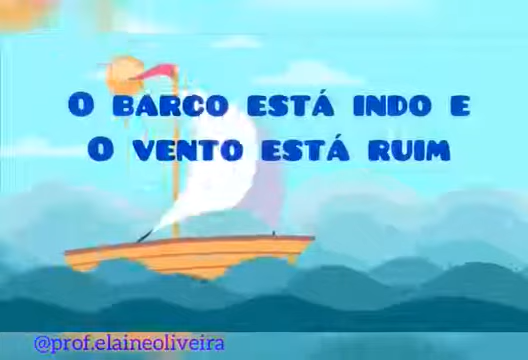 O BARCO ESTÁ INDO E
O VENTO ESTÁ RUIM
@prof.elaineoliveira